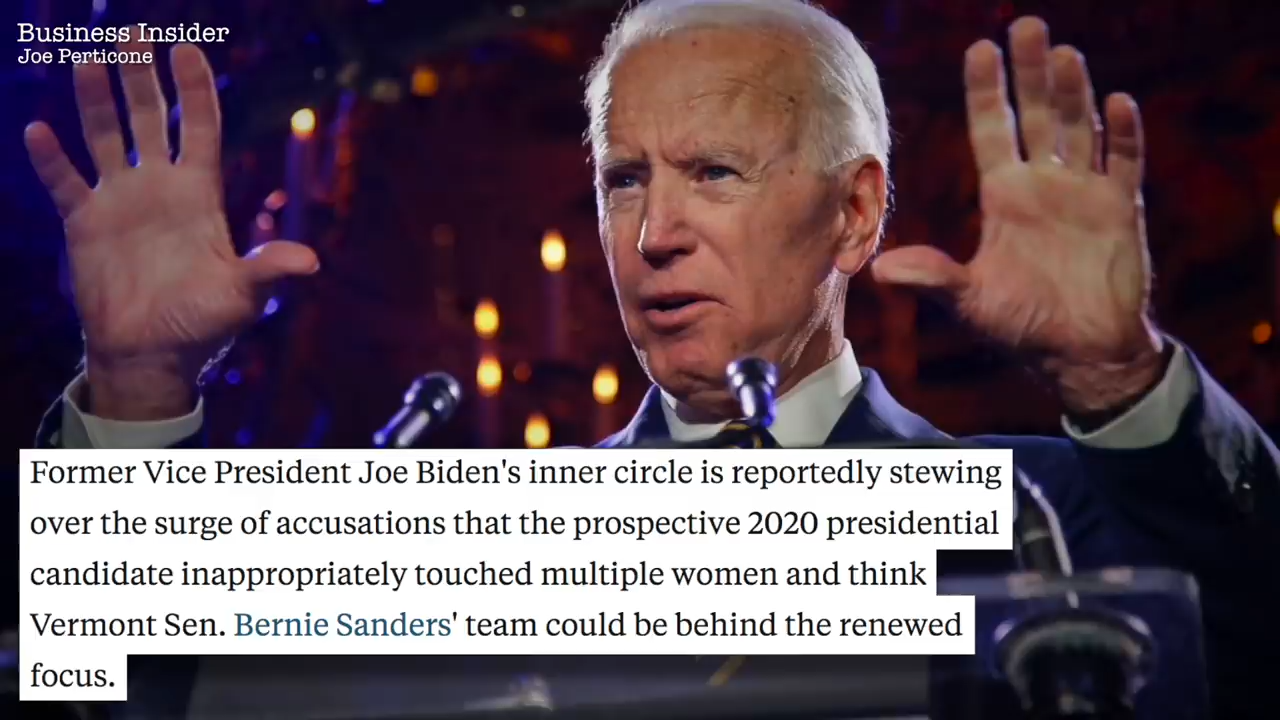 Business Insider
Joe Perticone
Former Vice President Joe Biden's inner circle is reportedly stewing
over the surge of accusations that the prospective 2020 presidential
candidate inappropriately touched multiple women and think
Vermont Sen. Bernie Sanders' team could be behind the renewed
focus.